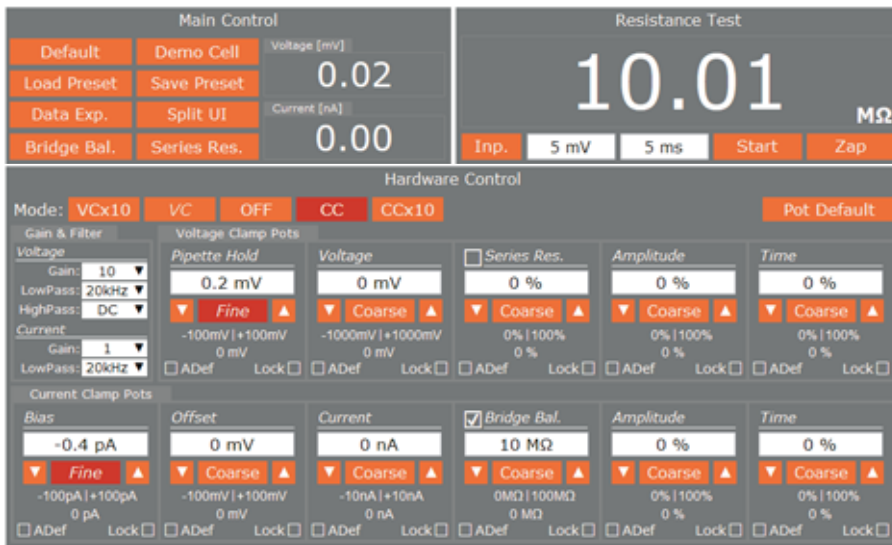 Main Control
Default Demo Cell
Load Preset Save Preset
Data Exp. Split UI
Bridge Bal. Series Res.
Voltage [mV]
0.02
Current [nA]
0.00
Resistance Test
10.01 MΩ
Inp. 5 mV 5 ms Start Zap
Hardware Control
Mode: VCx10 VC OFF CC CCx10 Pot Default
Gain & Filter
Voltage
Gain: 10
LowPass: 20kHz
HighPass: DC
Current
Gain: 1
LowPass: 20kHz
Voltage Clamp Pots
Pipette Hold Voltage Series Res. Amplitude Time
0.2 mV 0 mV 0 % 0 % 0 %
Fine Coarse Coarse Coarse Coarse
-100mV|+100mV -1000mV|+1000mV 0%|100% 0%|100% 0%|100%
0 mV 0 mV 0 % 0 % 0 %
ADef Lock ADef Lock ADef Lock ADef Lock ADef Lock
Current Clamp Pots
Bias Offset Current Bridge Bal. Amplitude Time
-0.4 pA 0 mV 0 nA 10 MΩ 0 % 0 %
Fine Coarse Coarse Coarse Coarse Coarse
-100pA|+100pA -100mV|+100mV -10nA|+10nA 0MΩ|100MΩ 0%|100% 0%|100%
0 pA 0 mV 0 nA 0 MΩ 0 % 0 %
ADef Lock ADef Lock ADef Lock ADef Lock ADef Lock ADef Lock